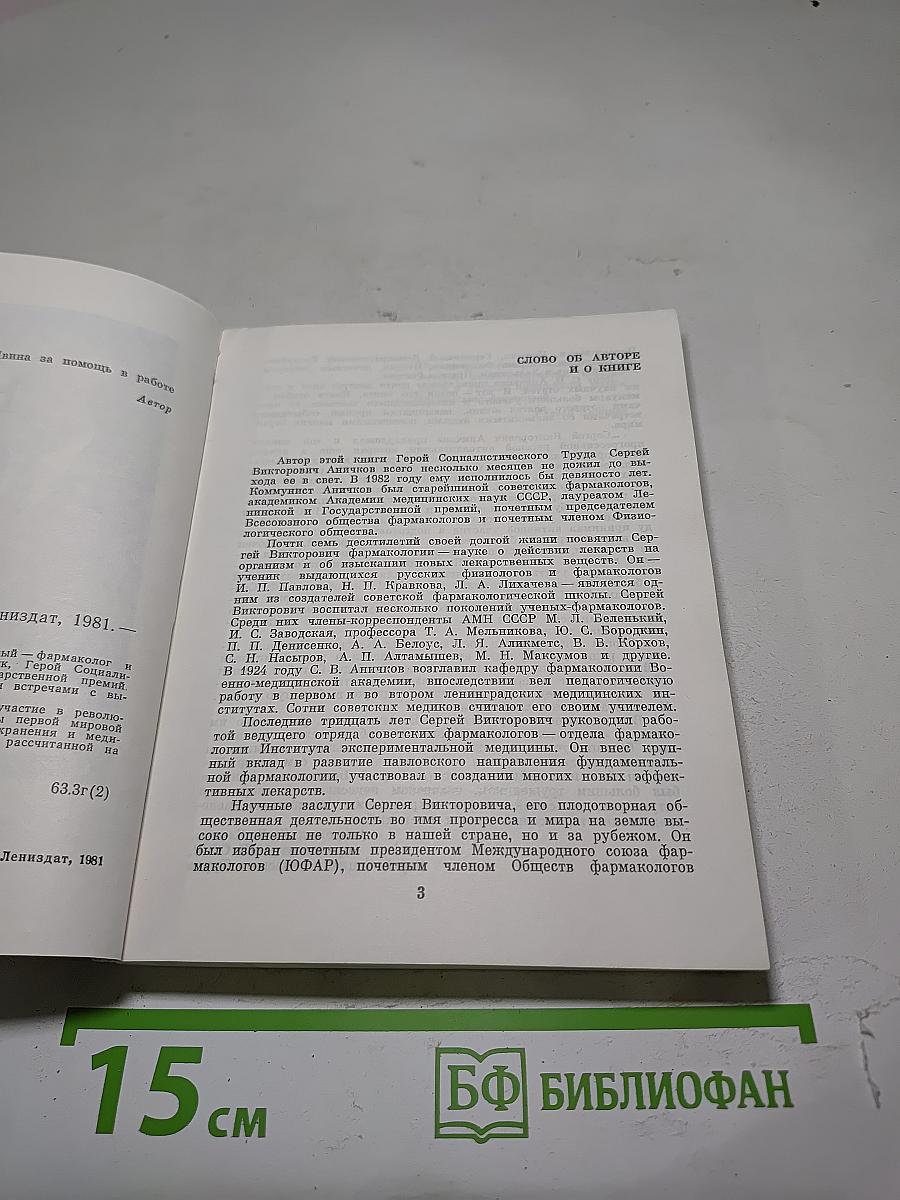 ивина за помощь в работе
Автор
низдат, 1981. —
ый — фармаколог и
к, Герой Социали-
арственной премий.
и встречами с вы-
участие в револю-
ы первой мировой
охранения и меди-
рассчитанной на
63.3г(2)
Лениздат, 1981
СЛОВО ОБ АВТОРЕ
И О КНИГЕ
Автор этой книги Герой Социалистического Труда Сергей
Викторович Аничков всего несколько месяцев не дожил до вы-
хода ее в свет. В 1982 году ему исполнилось бы девяносто лет.
Коммунист Аничков был старейшиной советских фармакологов,
академиком Академии медицинских наук СССР, лауреатом Ле-
нинской и Государственной премий, почетным председателем
Всесоюзного общества фармакологов и почетным членом Физио-
логического общества.
Почти семь десятилетий своей долгой жизни посвятил Сер-
гей Викторович фармакологии — науке о действии лекарств на
организм и об изыскании новых лекарственных веществ. Он —
ученик выдающихся русских физиологов и фармакологов
И. П. Павлова, Н. П. Кравкова, Л. А. Лихачева — является од-
ним из создателей советской фармакологической школы. Сергей
Викторович воспитал несколько поколений ученых-фармакологов.
Среди них члены-корреспонденты АМН СССР М. Л. Беленький,
И. С. Заводская, профессора Т. А. Мельникова, Ю. С. Бородкин,
П. П. Денисенко, А. А. Белоус, Л. Я. Аликметс, В. В. Корхов,
С. Н. Насыров, А. П. Алтамышев, М. Н. Максумов и другие.
В 1924 году С. В. Аничков возглавил кафедру фармакологии Во-
енно-медицинской академии, впоследствии вел педагогическую
работу в первом и во втором ленинградских медицинских ин-
ститутах. Сотни советских медиков считают его своим учителем.
Последние тридцать лет Сергей Викторович руководил рабо-
той ведущего отряда советских фармакологов — отдела фармако-
логии Института экспериментальной медицины. Он внес круп-
ный вклад в развитие павловского направления фундаменталь-
ной фармакологии, участвовал в создании многих новых эффек-
тивных лекарств.
Научные заслуги Сергея Викторовича, его плодотворная об-
щественная деятельность во имя прогресса и мира на земле вы-
соко оценены не только в нашей стране, но и за рубежом. Он
был избран почетным президентом Международного союза фар-
макологов (ЮФАР), почетным членом Обществ фармакологов
3
15 см
БФ БИБЛИОФАН